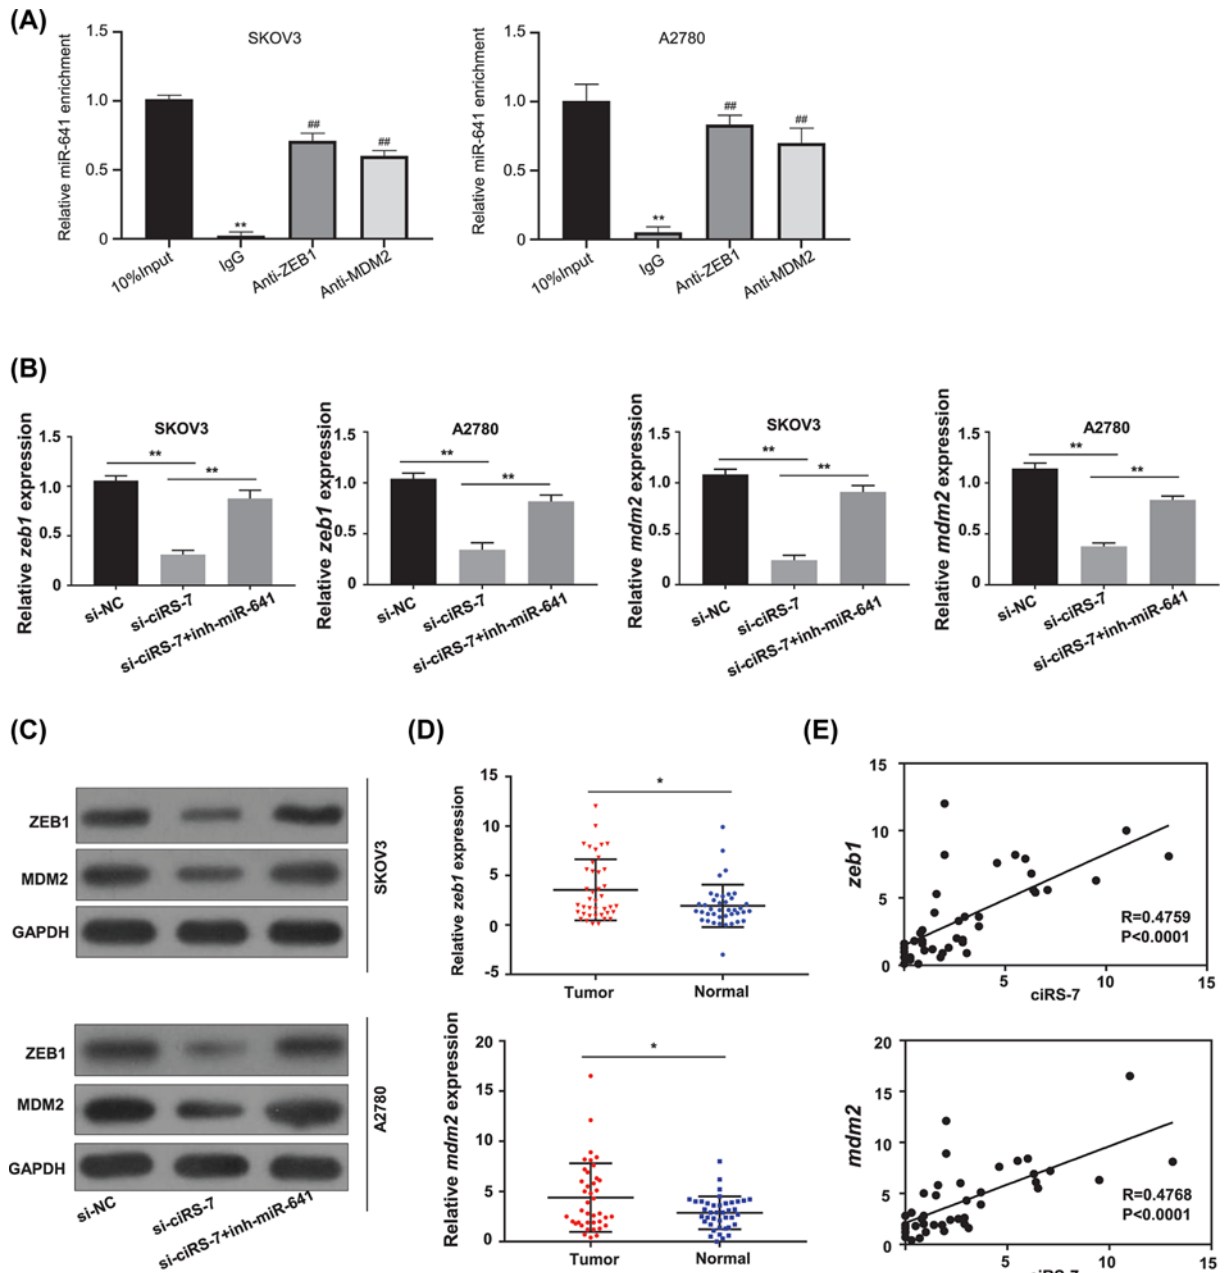 (A)
SKOV3
Relative miR-641 enrichment
1.5
1.0
0.5
0
**
##
##
10%Input
IgG
Anti-ZEB1
Anti-MDM2
A2780
Relative miR-641 enrichment
1.5
1.0
0.5
0
**
##
##
10%Input
IgG
Anti-ZEB1
Anti-MDM2
(B)
SKOV3
Relative zeb1 expression
1.5
1.0
0.5
0
**
**
si-NC
si-ciRS-7
si-ciRS-7+inh-miR-641
A2780
Relative zeb1 expression
1.5
1.0
0.5
0
**
**
si-NC
si-ciRS-7
si-ciRS-7+inh-miR-641
SKOV3
Relative mdm2 expression
1.5
1.0
0.5
0
**
**
si-NC
si-ciRS-7
si-ciRS-7+inh-miR-641
A2780
Relative mdm2 expression
1.5
1.0
0.5
0
**
**
si-NC
si-ciRS-7
si-ciRS-7+inh-miR-641
(C)
ZEB1
MDM2
GAPDH
SKOV3
ZEB1
MDM2
GAPDH
A2780
si-NC
si-ciRS-7
si-ciRS-7+inh-miR-641
(D)
Relative zeb1 expression
15
10
5
0
-5
*
Tumor
Normal
Relative mdm2 expression
20
15
10
5
0
*
Tumor
Normal
(E)
zeb1
15
10
5
0
R=0.4759
P<0.0001
5
10
15
ciRS-7
mdm2
20
15
10
5
0
R=0.4768
P<0.0001
5
10
15
ciRS-7